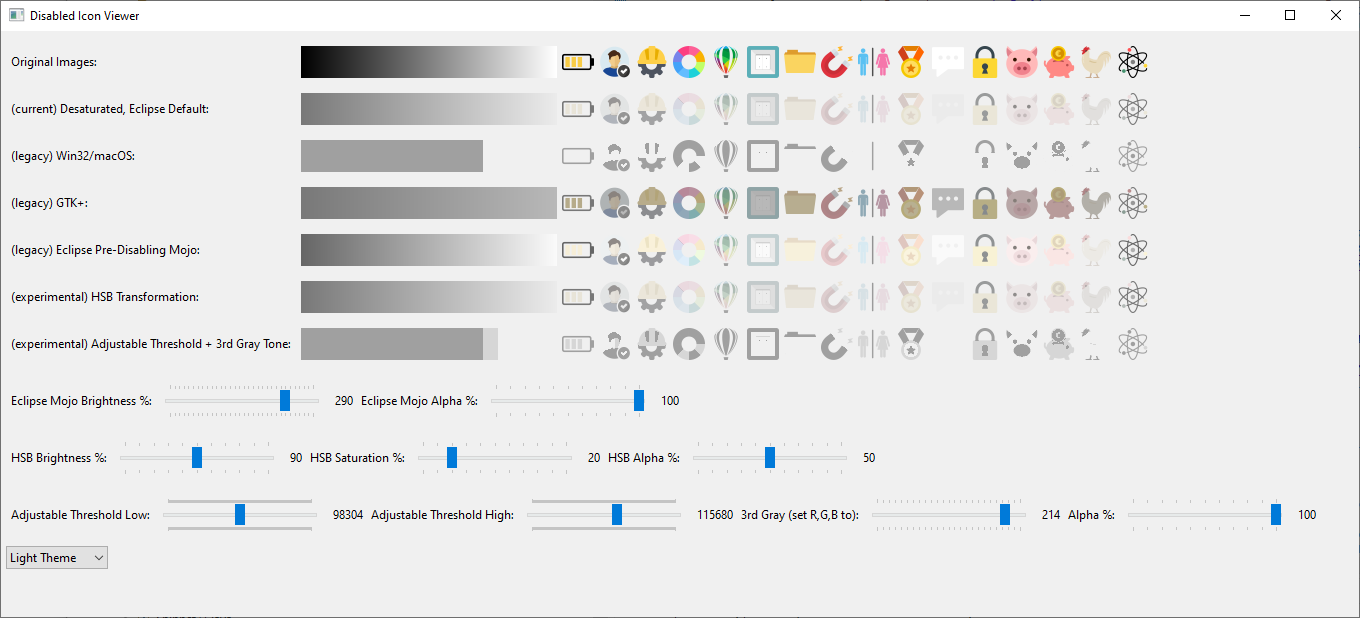 Disabled Icon Viewer
Original Images:
(current) Desaturated, Eclipse Default:
(legacy) Win32/macOS:
(legacy) GTK+:
(legacy) Eclipse Pre-Disabling Mojo:
(experimental) HSB Transformation:
(experimental) Adjustable Threshold + 3rd Gray Tone:
Eclipse Mojo Brightness %: 290 Eclipse Mojo Alpha %: 100
HSB Brightness %: 90 HSB Saturation %: 20 HSB Alpha %: 50
Adjustable Threshold Low: 98304 Adjustable Threshold High: 115680 3rd Gray (set R,G,B to): 214 Alpha %: 100
Light Theme